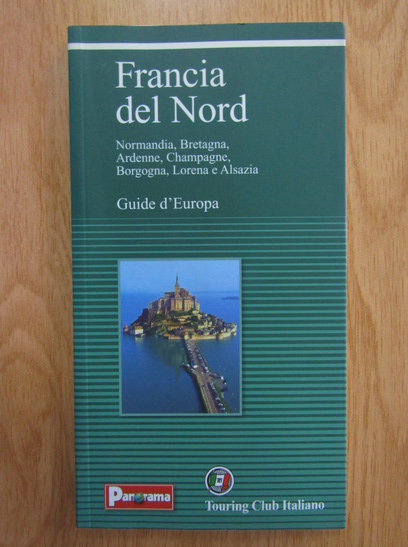 Francia
del Nord
Normandia, Bretagna,
Ardenne, Champagne,
Borgogna, Lorena e Alsazia
Guide d'Europa
Panorama
Touring Club Italiano